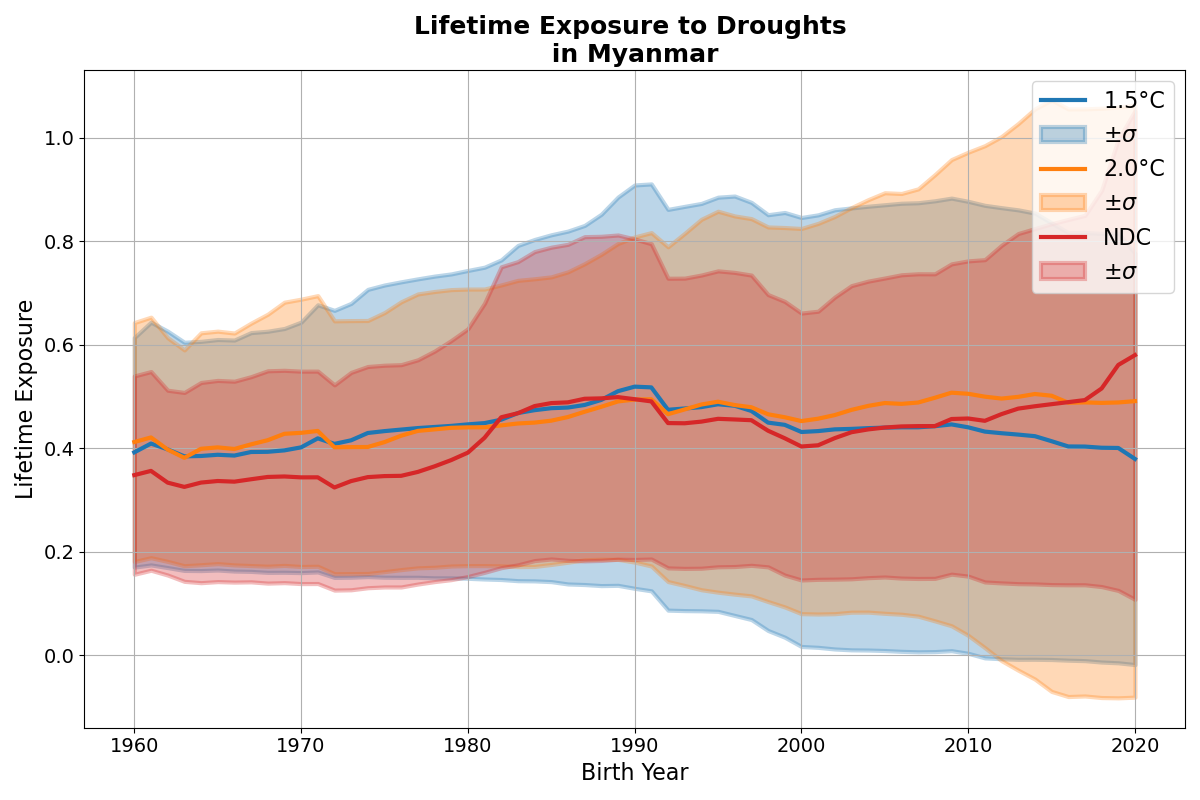 Lifetime Exposure to Droughts
in Myanmar
1.5°C
±σ
2.0°C
±σ
NDC
±σ
Lifetime Exposure
1.0
0.8
0.6
0.4
0.2
0.0
1960 1970 1980 1990 2000 2010 2020
Birth Year